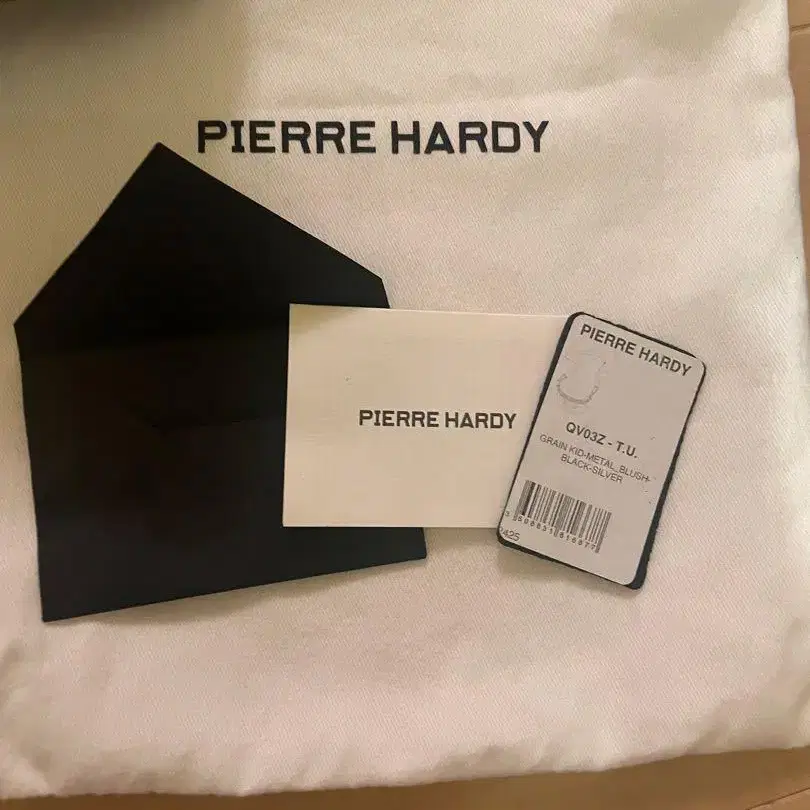 PIERRE HARDY
PIERRE HARDY
PIERRE HARDY
QV03Z - T.U.
GRAIN KID-METAL_BLUSH-
BLACK-SILVER